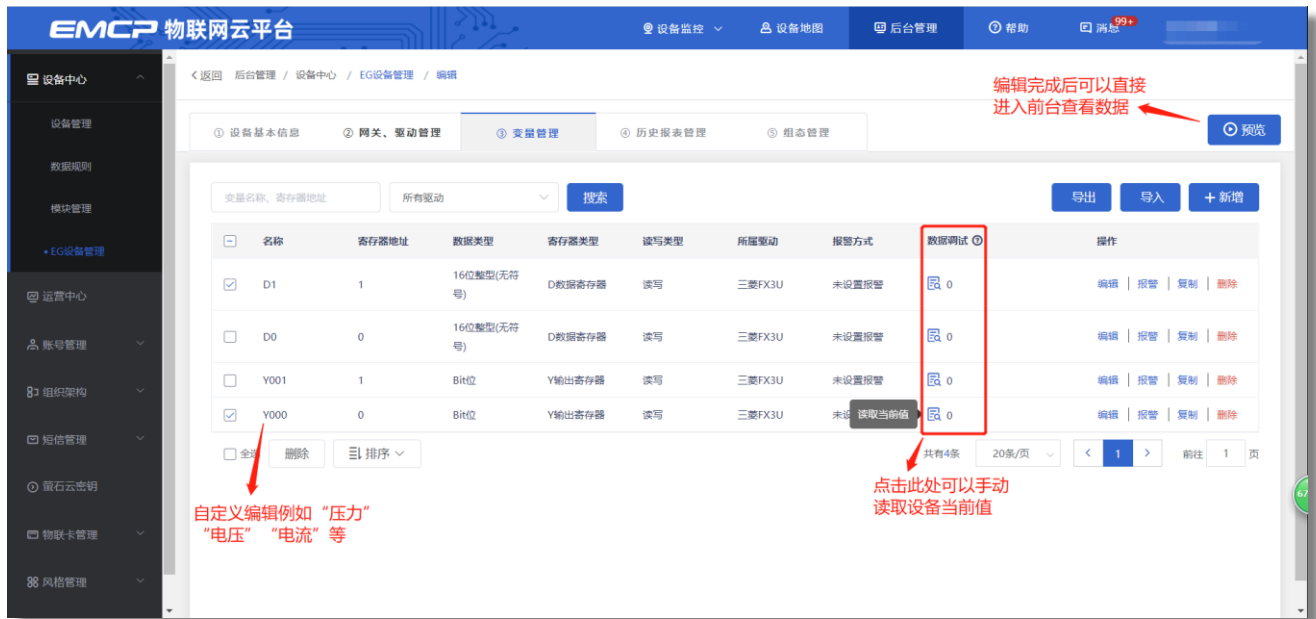 EMCP 物联网云平台
设备监控
设备地图
后台管理
帮助
消息
99+
设备中心
设备管理
数据规则
模块管理
• EG设备管理
运营中心
账号管理
组织架构
短信管理
萤石云密钥
物联卡管理
风格管理
返回 后台管理 / 设备中心 / EG设备管理 / 编辑
编辑完成后可以直接
进入前台查看数据
① 设备基本信息
② 网关、驱动管理
③ 变量管理
④ 历史报表管理
⑤ 组态管理
预览
变量名称、寄存器地址
所有驱动
搜索
导出
导入
+ 新增
名称 寄存器地址 数据类型 寄存器类型 读写类型 所属驱动 报警方式 数据调试 操作
D1 1 16位整型(无符号) D数据寄存器 读写 三菱FX3U 未设置报警 0 编辑 | 报警 | 复制 | 删除
D0 0 16位整型(无符号) D数据寄存器 读写 三菱FX3U 未设置报警 0 编辑 | 报警 | 复制 | 删除
Y001 1 Bit位 Y输出寄存器 读写 三菱FX3U 未设置报警 0 编辑 | 报警 | 复制 | 删除
Y000 0 Bit位 Y输出寄存器 读写 三菱FX3U 未设 读取当前值 0 编辑 | 报警 | 复制 | 删除
全选
删除
排序
共有4条
20条/页
1
前往 1 页
自定义编辑例如“压力”
“电压”“电流”等
点击此处可以手动
读取设备当前值
67